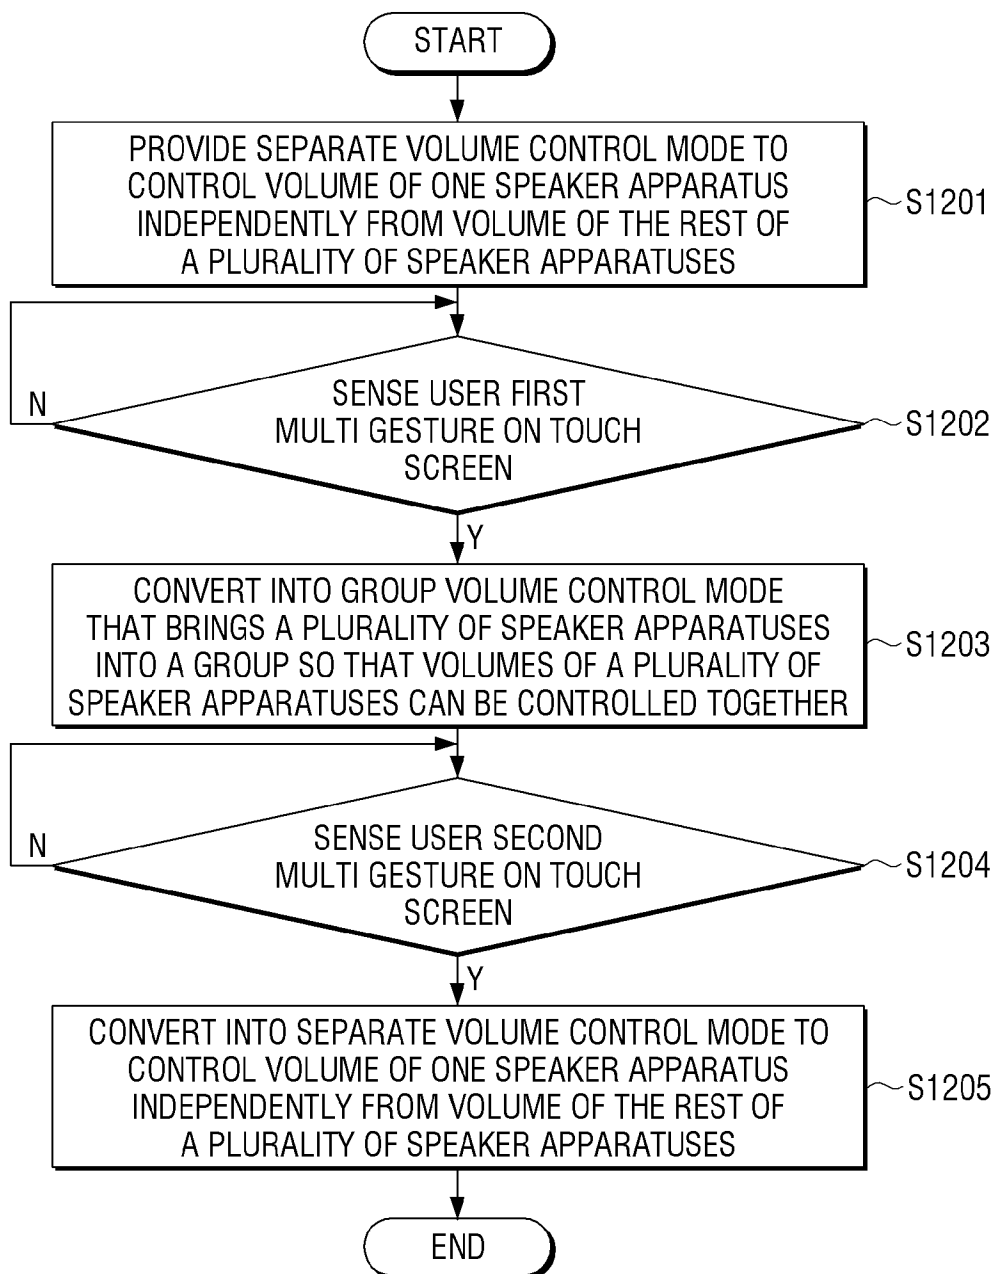 START
PROVIDE SEPARATE VOLUME CONTROL MODE TO
CONTROL VOLUME OF ONE SPEAKER APPARATUS
INDEPENDENTLY FROM VOLUME OF THE REST OF
A PLURALITY OF SPEAKER APPARATUSES
S1201
SENSE USER FIRST
MULTI GESTURE ON TOUCH
SCREEN
N
S1202
Y
CONVERT INTO GROUP VOLUME CONTROL MODE
THAT BRINGS A PLURALITY OF SPEAKER APPARATUSES
INTO A GROUP SO THAT VOLUMES OF A PLURALITY OF
SPEAKER APPARATUSES CAN BE CONTROLLED TOGETHER
S1203
SENSE USER SECOND
MULTI GESTURE ON TOUCH
SCREEN
N
S1204
Y
CONVERT INTO SEPARATE VOLUME CONTROL MODE TO
CONTROL VOLUME OF ONE SPEAKER APPARATUS
INDEPENDENTLY FROM VOLUME OF THE REST OF
A PLURALITY OF SPEAKER APPARATUSES
S1205
END